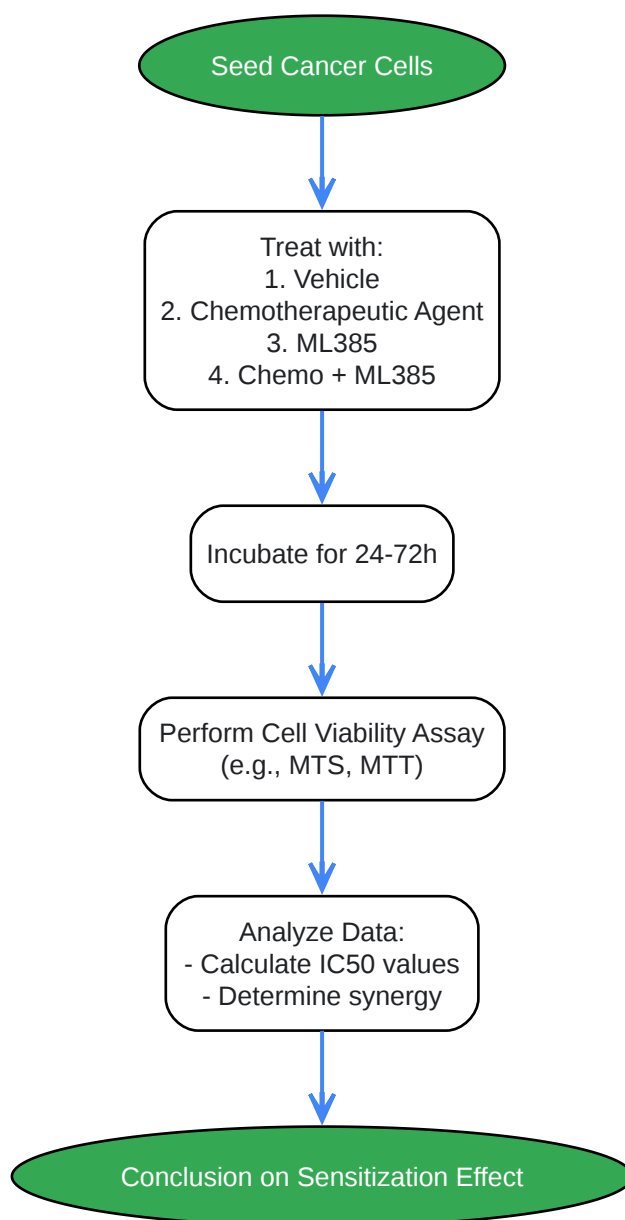 Seed Cancer Cells
Treat with:
1. Vehicle
2. Chemotherapeutic Agent
3. ML385
4. Chemo + ML385
Incubate for 24-72h
Perform Cell Viability Assay
(e.g., MTS, MTT)
Analyze Data:
- Calculate IC50 values
- Determine synergy
Conclusion on Sensitization Effect